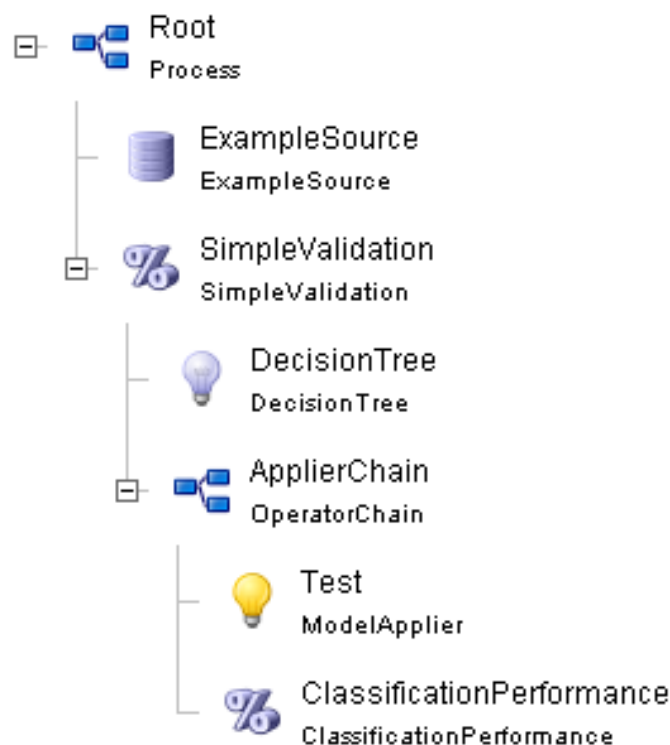 Root
Process
ExampleSource
ExampleSource
SimpleValidation
SimpleValidation
DecisionTree
DecisionTree
ApplierChain
OperatorChain
Test
ModelApplier
ClassificationPerformance
ClassificationPerformance